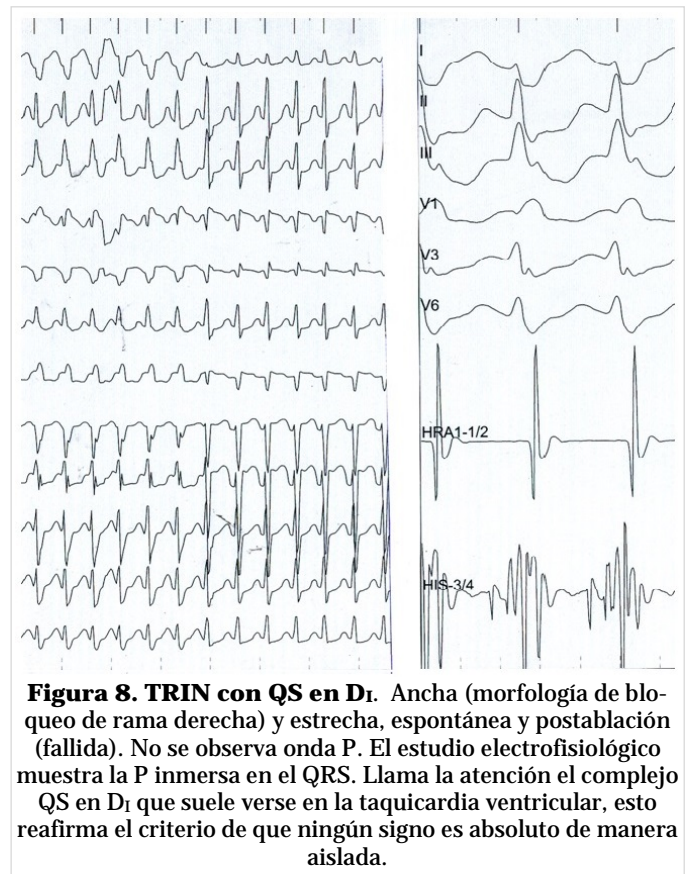 I
II
III
V1
V3
V6
HRA1-1/2
HIS-3/4
Figura 8. TRIN con QS en DI. Ancha (morfología de blo-
queo de rama derecha) y estrecha, espontánea y postablación
(fallida). No se observa onda P. El estudio electrofisiológico
muestra la P inmersa en el QRS. Llama la atención el complejo
QS en DI que suele verse en la taquicardia ventricular, esto
reafirma el criterio de que ningún signo es absoluto de manera
aislada.